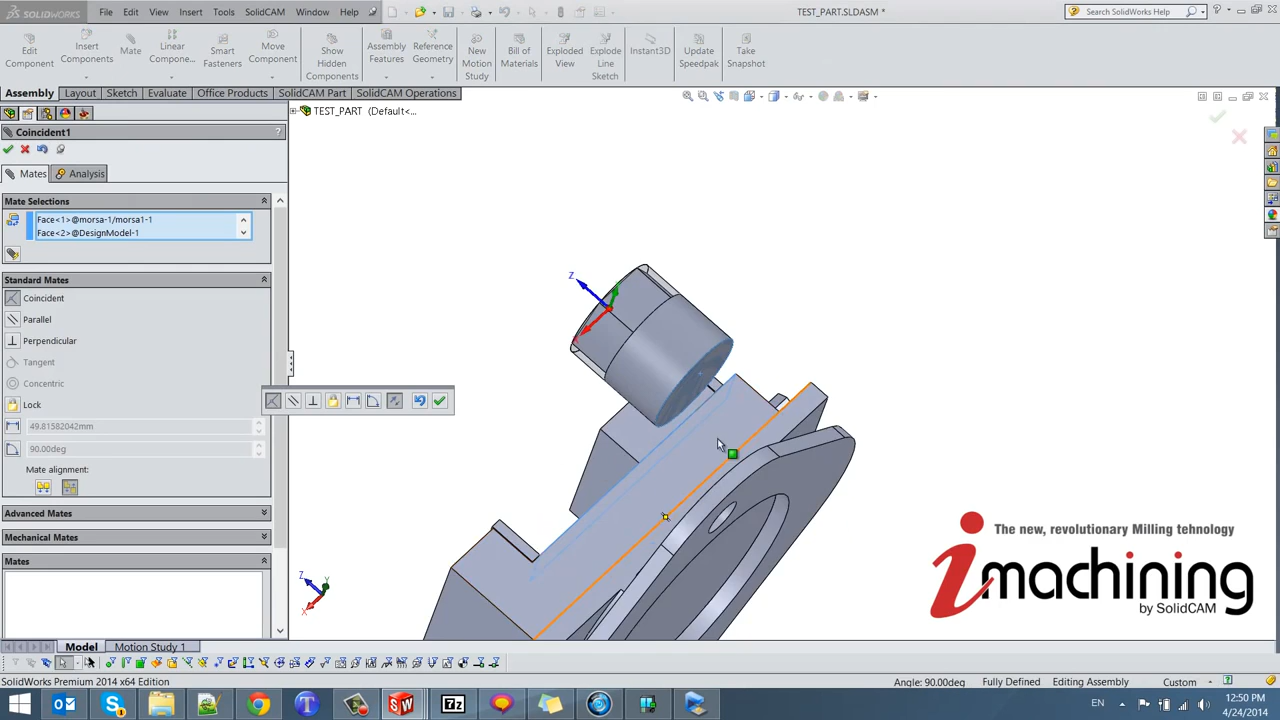 SOLIDWORKS
File Edit View Insert Tools SolidCAM Window Help
TEST_PART.SLDASM *
Search SolidWorks Help
Edit Component
Insert Components
Mate
Linear Compone...
Smart Fasteners
Move Component
Show Hidden Components
Assembly Features
Reference Geometry
New Motion Study
Bill of Materials
Exploded View
Explode Line Sketch
Instant3D
Update Speedpak
Take Snapshot
Assembly Layout Sketch Evaluate Office Products SolidCAM Part SolidCAM Operations
TEST_PART (Default<...
Coincident1
?
Mates Analysis
Mate Selections
Face<1>@morsa-1/morsa1-1
Face<2>@DesignModel-1
Standard Mates
Coincident
Parallel
Perpendicular
Tangent
Concentric
Lock
49.81582042mm
90.00deg
Mate alignment:
Advanced Mates
Mechanical Mates
Mates
Z
Z
Y
X
The new, revolutionary Milling tehnology
imachining
by SolidCAM
Model Motion Study 1
SolidWorks Premium 2014 x64 Edition
Angle: 90.00deg Fully Defined Editing Assembly Custom
EN
12:50 PM
4/24/2014